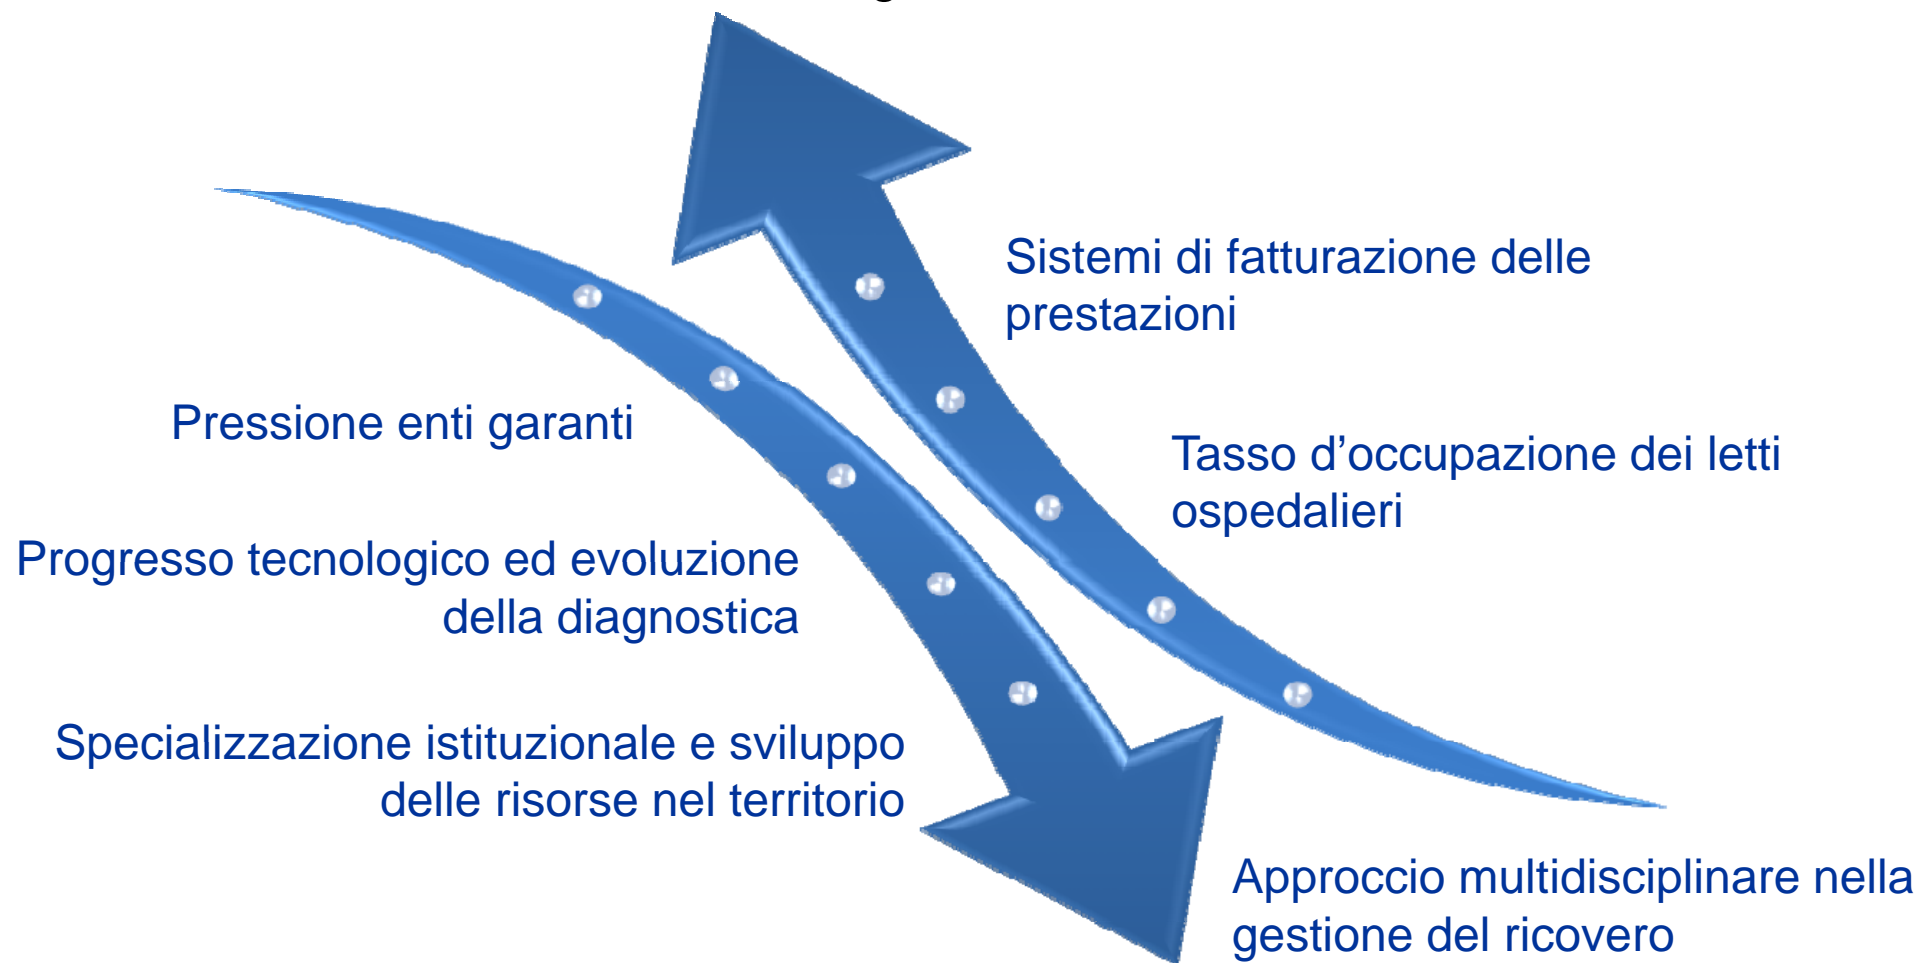 Sistemi di fatturazione delle
prestazioni
Pressione enti garanti
Tasso d’occupazione dei letti
ospedalieri
Progresso tecnologico ed evoluzione
della diagnostica
Specializzazione istituzionale e sviluppo
delle risorse nel territorio
Approccio multidisciplinare nella
gestione del ricovero